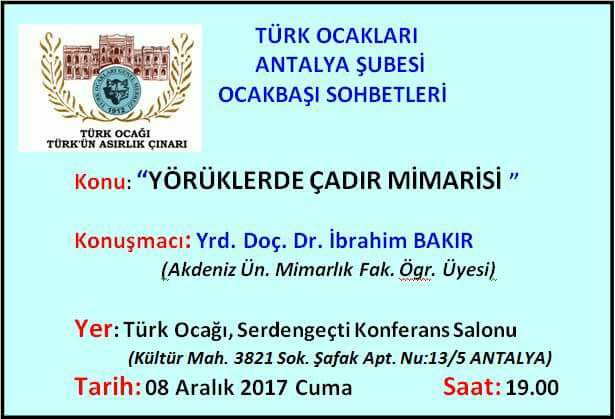 TÜRK OCAKLARI
ANTALYA ŞUBESİ
OCAKBAŞI SOHBETLERİ
1912
TÜRK OCAĞI
TÜRK'ÜN ASIRLIK ÇINARI
Konu: “YÖRÜKLERDE ÇADIR MİMARİSİ ”
Konuşmacı: Yrd. Doç. Dr. İbrahim BAKIR
(Akdeniz Ün. Mimarlık Fak. Ögr. Üyesi)
Yer: Türk Ocağı, Serdengeçti Konferans Salonu
(Kültür Mah. 3821 Sok. Şafak Apt. Nu:13/5 ANTALYA)
Tarih: 08 Aralık 2017 Cuma Saat: 19.00